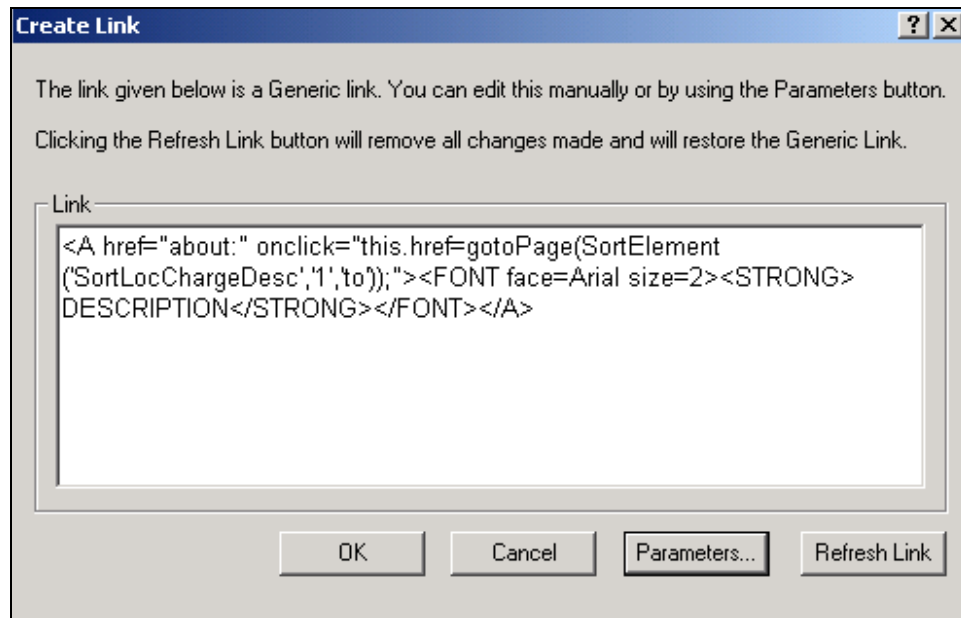 Create Link
The link given below is a Generic link. You can edit this manually or by using the Parameters button.
Clicking the Refresh Link button will remove all changes made and will restore the Generic Link.
Link
<A href="about:" onclick="this.href=gotoPage(SortElement
('SortLocChargeDesc','1','to'));"><FONT face=Arial size=2><STRONG>
DESCRIPTION</STRONG></FONT></A>
OK Cancel Parameters... Refresh Link